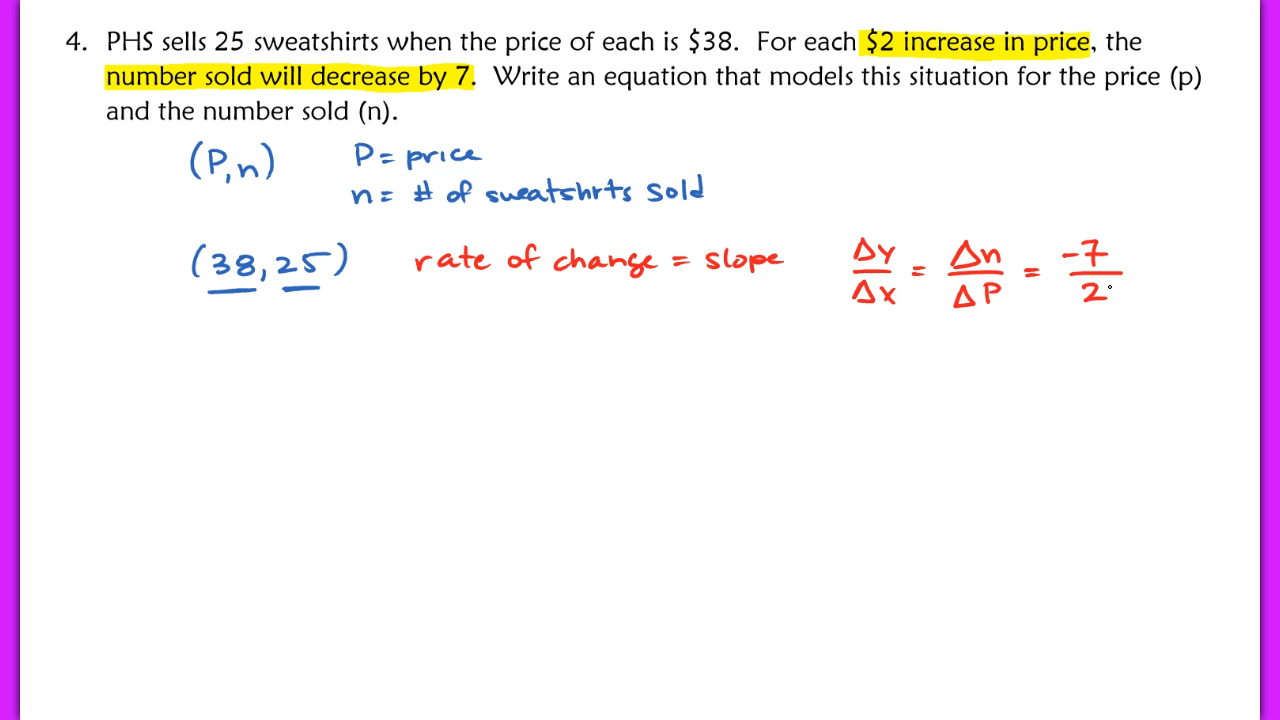 4. PHS sells 25 sweatshirts when the price of each is $38. For each $2 increase in price, the
number sold will decrease by 7. Write an equation that models this situation for the price (p)
and the number sold (n).
(P,n) P = price
n = # of sweatshrts sold
(38,25) rate of change = slope Δy/Δx = Δn/ΔP = -7/2